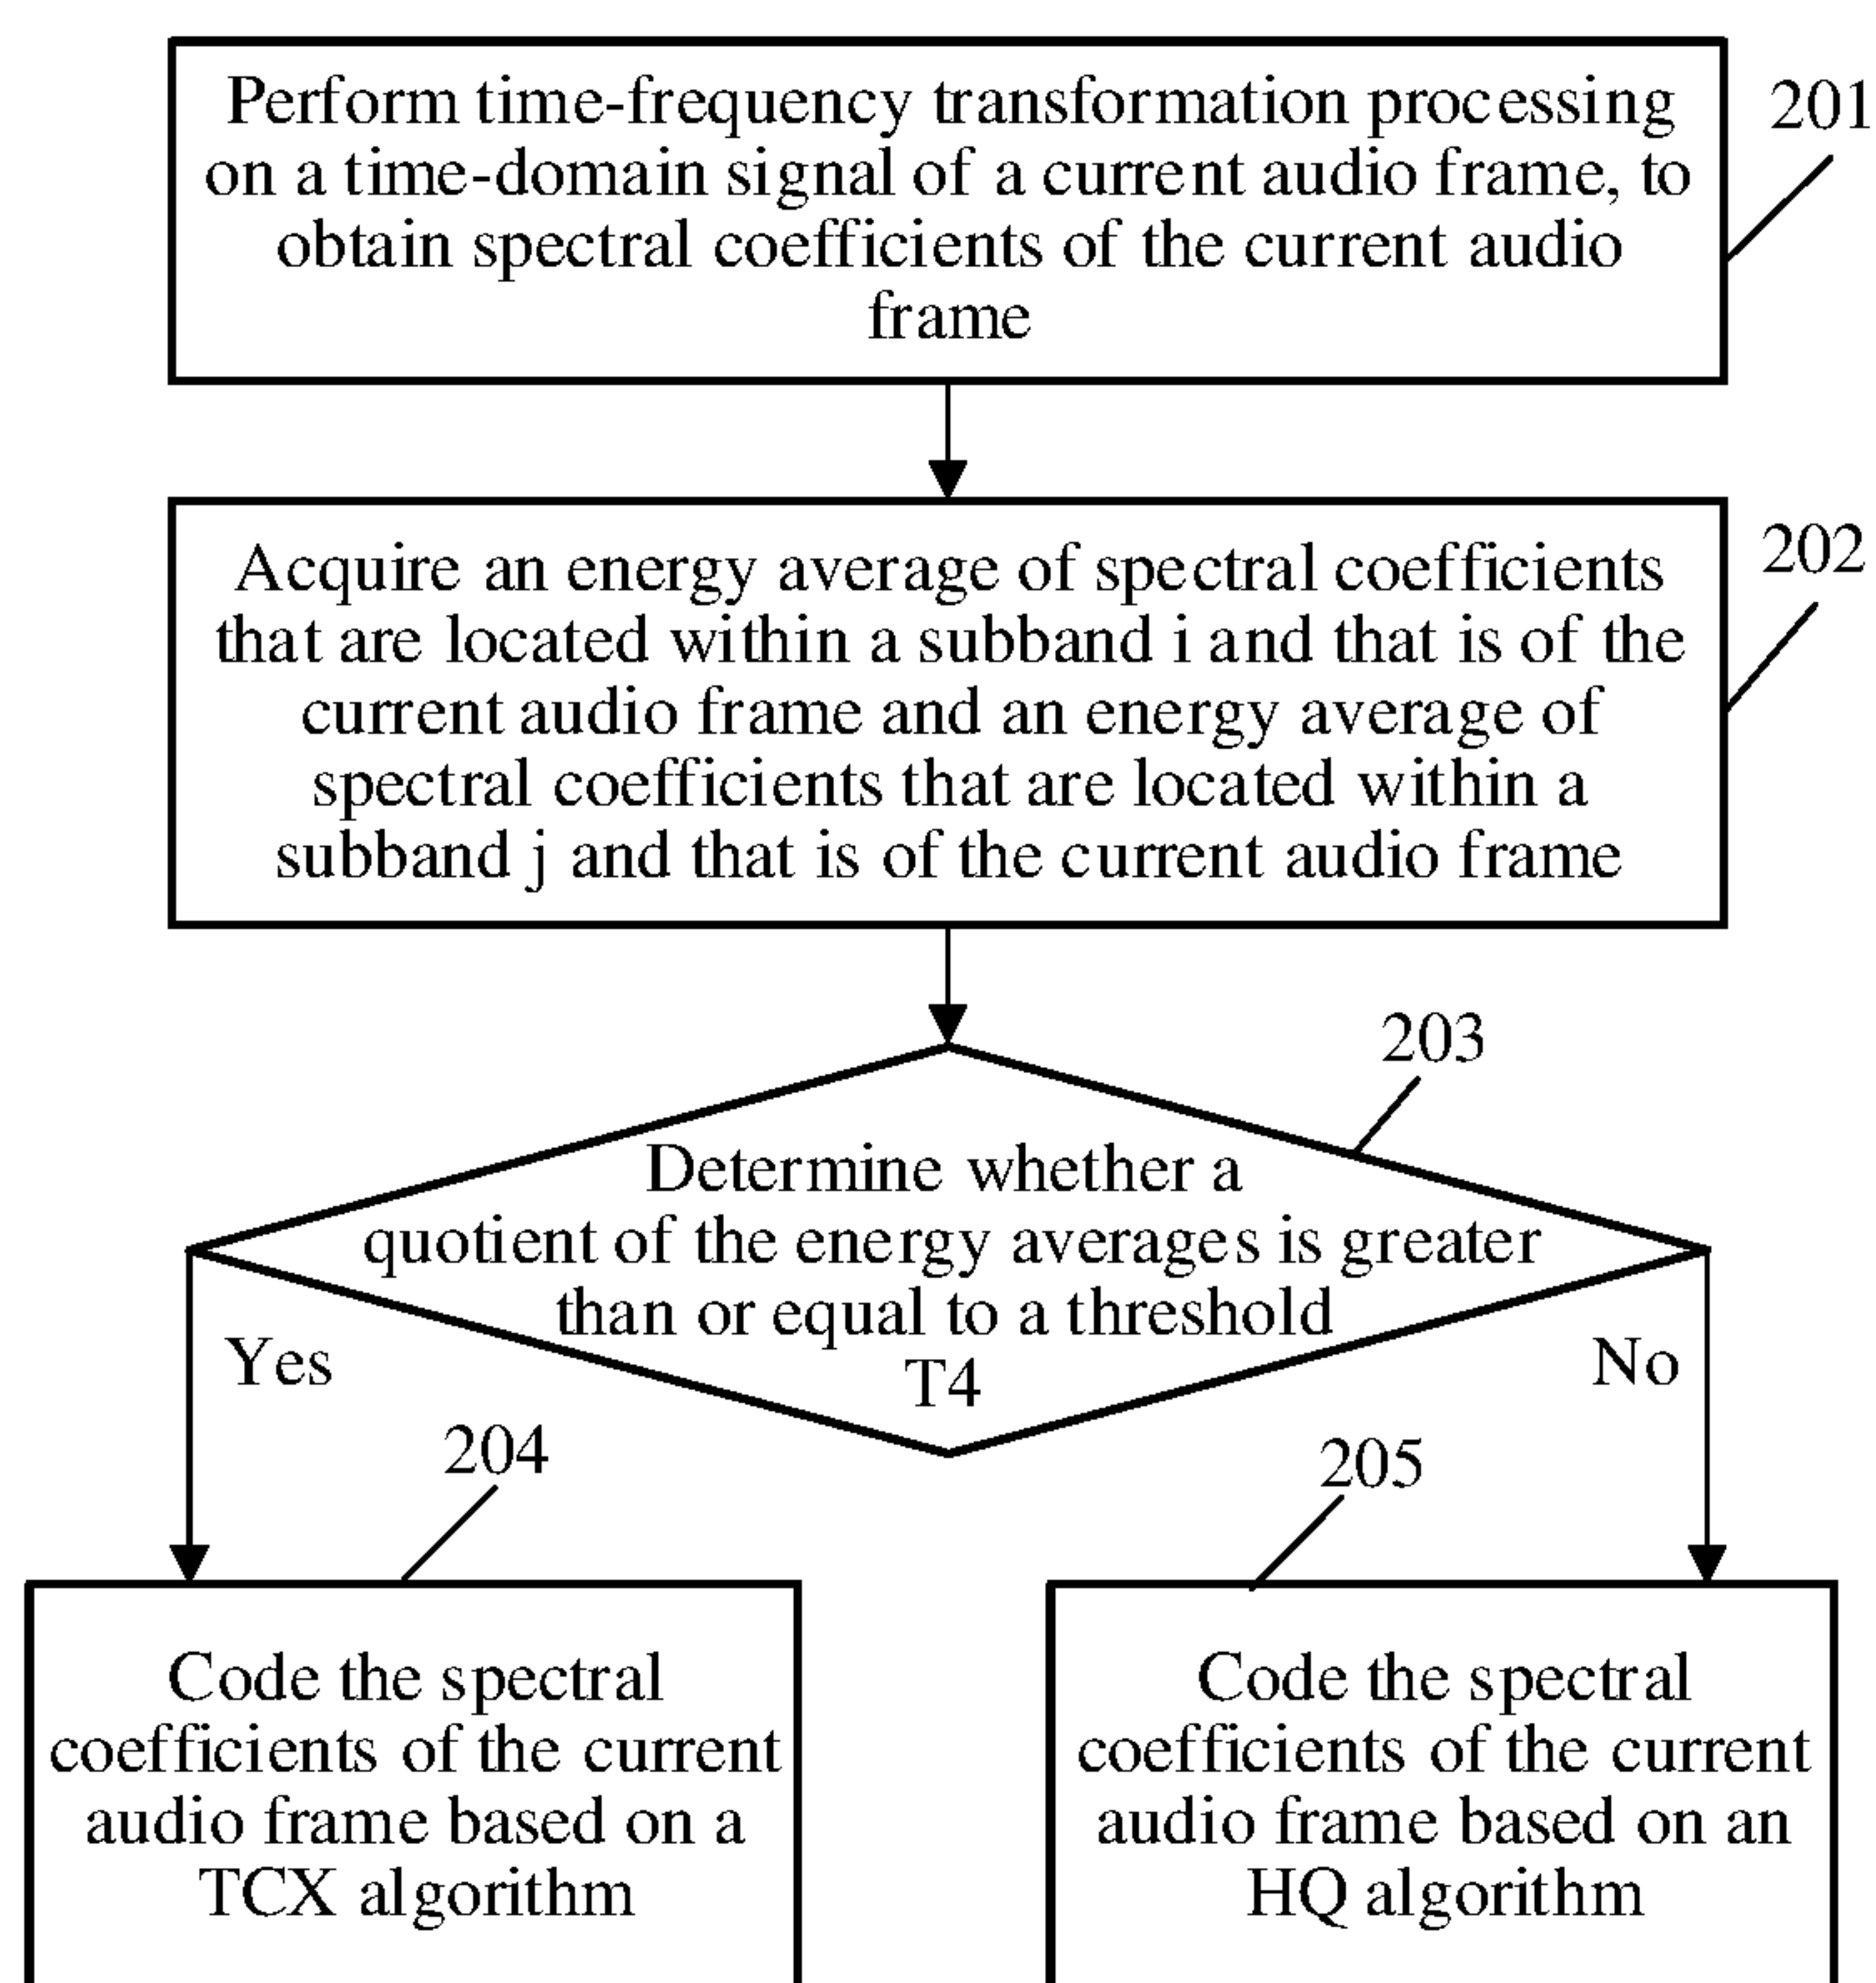 Perform time-frequency transformation processing
on a time-domain signal of a current audio frame, to
obtain spectral coefficients of the current audio
frame
201
Acquire an energy average of spectral coefficients
that are located within a subband i and that is of the
current audio frame and an energy average of
spectral coefficients that are located within a
subband j and that is of the current audio frame
202
203
Determine whether a
quotient of the energy averages is greater
than or equal to a threshold
T4
Yes
No
204
205
Code the spectral
coefficients of the current
audio frame based on a
TCX algorithm
Code the spectral
coefficients of the current
audio frame based on an
HQ algorithm